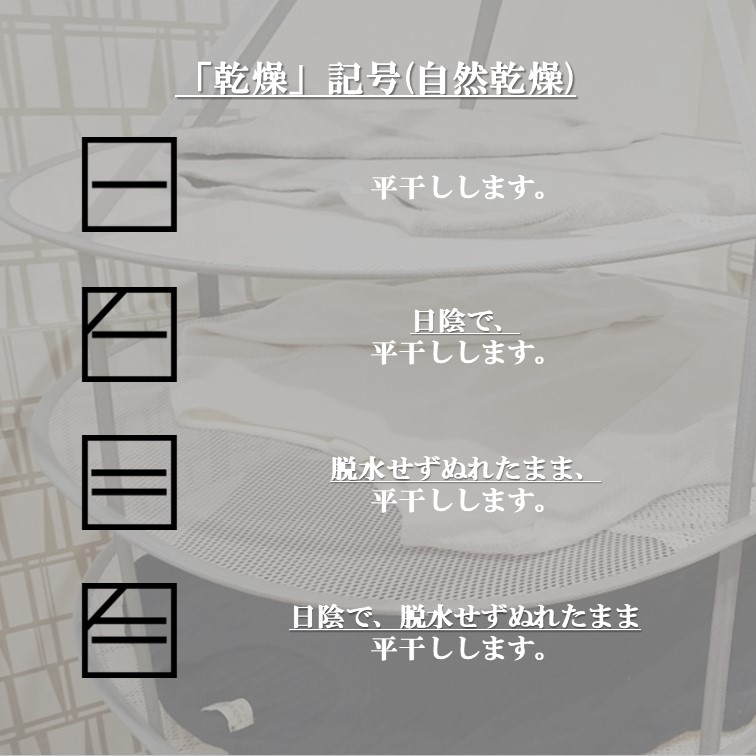 「乾燥」記号(自然乾燥)
平干しします。
日陰で、
平干しします。
脱水せずぬれたまま、
平干しします。
日陰で、脱水せずぬれたまま
平干しします。